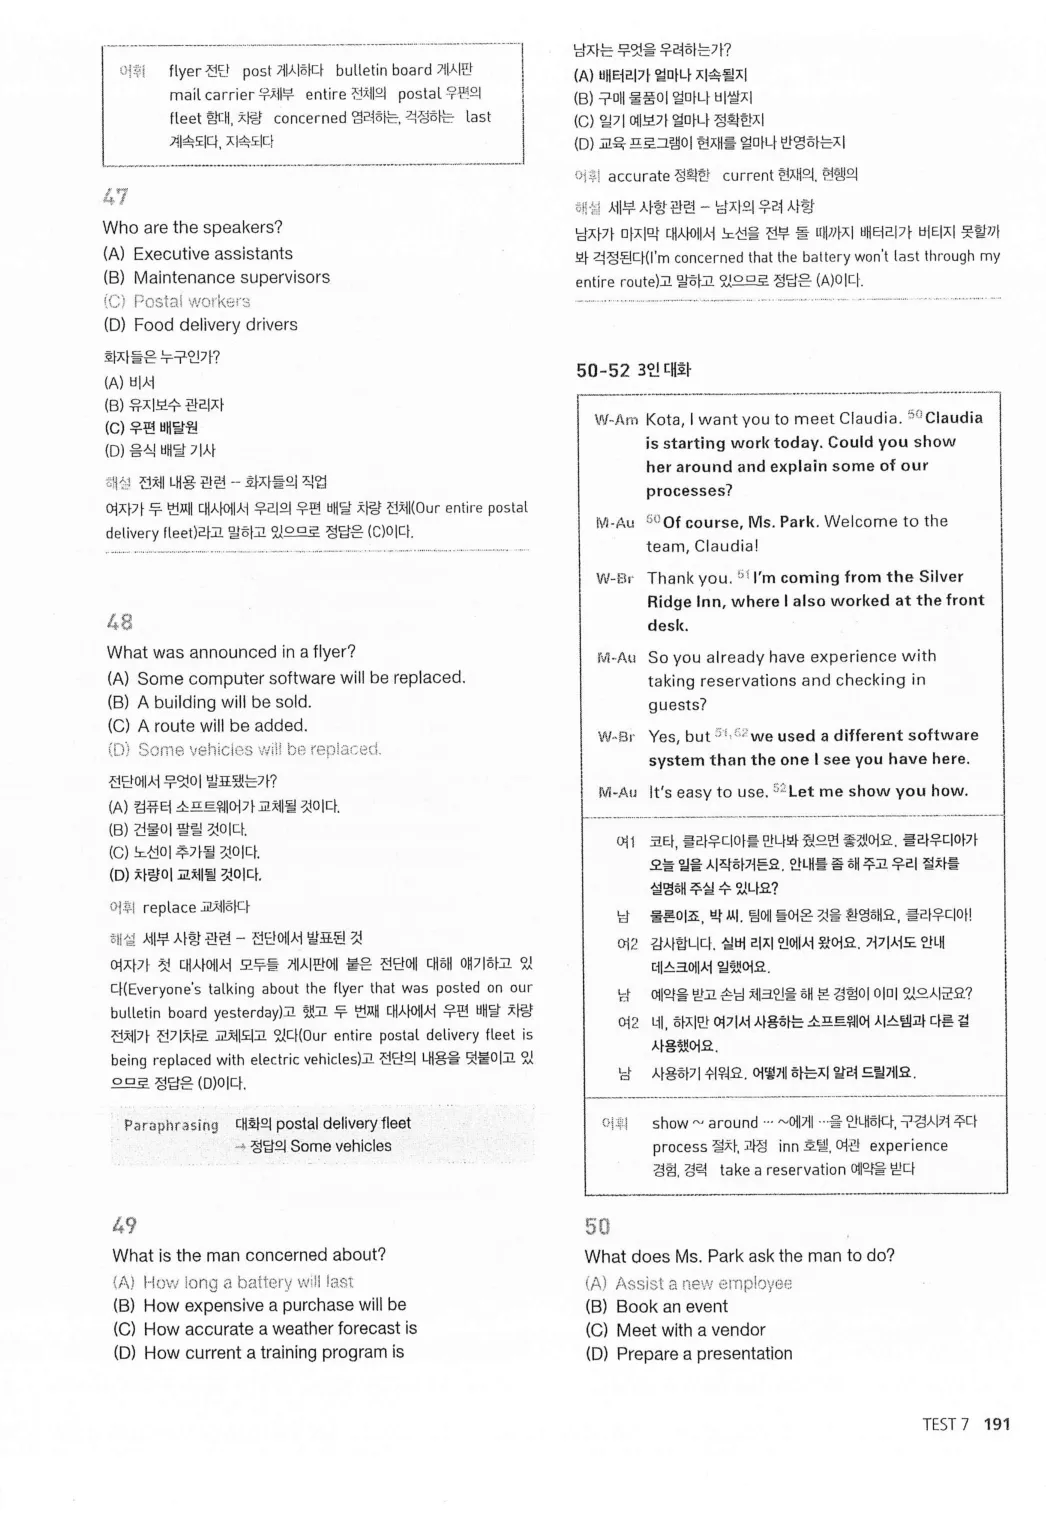 어휘 flyer 전단 post 게시하다 bulletin board 게시판
mail carrier 우체부 entire 전체의 postal 우편의
fleet 함대, 차량 concerned 염려하는, 걱정하는 last
계속되다, 지속되다
47
Who are the speakers?
(A) Executive assistants
(B) Maintenance supervisors
(C) Postal workers
(D) Food delivery drivers
화자들은 누구인가?
(A) 비서
(B) 유지보수 관리자
(C) 우편 배달원
(D) 음식 배달 기사
해설 전체 내용 관련 – 화자들의 직업
여자가 두 번째 대사에서 우리의 우편 배달 차량 전체(Our entire postal
delivery fleet)라고 말하고 있으므로 정답은 (C)이다.
48
What was announced in a flyer?
(A) Some computer software will be replaced.
(B) A building will be sold.
(C) A route will be added.
(D) Some vehicles will be replaced.
전단에서 무엇이 발표했는가?
(A) 컴퓨터 소프트웨어가 교체될 것이다.
(B) 건물이 팔릴 것이다.
(C) 노선이 추가될 것이다.
(D) 차량이 교체될 것이다.
어휘 replace 교체하다
해설 세부 사항 관련 – 전단에서 발표된 것
여자가 첫 대사에서 모두들 게시판에 붙은 전단에 대해 얘기하고 있
다(Everyone's talking about the flyer that was posted on our
bulletin board yesterday)고 했고 두 번째 대사에서 우편 배달 차량
전체가 전기차로 교체되고 있다(Our entire postal delivery fleet is
being replaced with electric vehicles)고 전단의 내용을 덧붙이고 있
으므로 정답은 (D)이다.
Paraphrasing 대화의 postal delivery fleet
→ 정답의 Some vehicles
49
What is the man concerned about?
(A) How long a battery will last
(B) How expensive a purchase will be
(C) How accurate a weather forecast is
(D) How current a training program is
남자는 무엇을 우려하는가?
(A) 배터리가 얼마나 지속될지
(B) 구매 물품이 얼마나 비쌀지
(C) 일기 예보가 얼마나 정확한지
(D) 교육 프로그램이 현재를 얼마나 반영하는지
어휘 accurate 정확한 current 현재의, 현행의
해설 세부 사항 관련 – 남자의 우려 사항
남자가 마지막 대사에서 노선을 전부 돌 때까지 배터리가 버티지 못할까
봐 걱정된다(I'm concerned that the battery won't last through my
entire route)고 말하고 있으므로 정답은 (A)이다.
50-52 3인 대화
W-Am Kota, I want you to meet Claudia. 50Claudia
is starting work today. Could you show
her around and explain some of our
processes?
M-Au 50Of course, Ms. Park. Welcome to the
team, Claudia!
W-Br Thank you. 51I'm coming from the Silver
Ridge Inn, where I also worked at the front
desk.
M-Au So you already have experience with
taking reservations and checking in
guests?
W-Br Yes, but 51,52we used a different software
system than the one I see you have here.
M-Au It's easy to use. 52Let me show you how.
여1 코타, 클라우디아를 만나봐 줬으면 좋겠어요. 클라우디아가
오늘 일을 시작하거든요. 안내를 좀 해 주고 우리 절차를
설명해 주실 수 있나요?
남 물론이죠, 박 씨. 팀에 들어온 것을 환영해요, 클라우디아!
여2 감사합니다. 실버 리지 인에서 왔어요. 거기서도 안내
데스크에서 일했어요.
남 예약을 받고 손님 체크인을 해 본 경험이 이미 있으시군요?
여2 네, 하지만 여기서 사용하는 소프트웨어 시스템과 다른 걸
사용했어요.
남 사용하기 쉬워요. 어떻게 하는지 알려 드릴게요.
어휘 show ~ around … ~에게 …을 안내하다, 구경시켜 주다
process 절차, 과정 inn 호텔, 여관 experience
경험, 경력 take a reservation 예약을 받다
50
What does Ms. Park ask the man to do?
(A) Assist a new employee
(B) Book an event
(C) Meet with a vendor
(D) Prepare a presentation
TEST 7 191